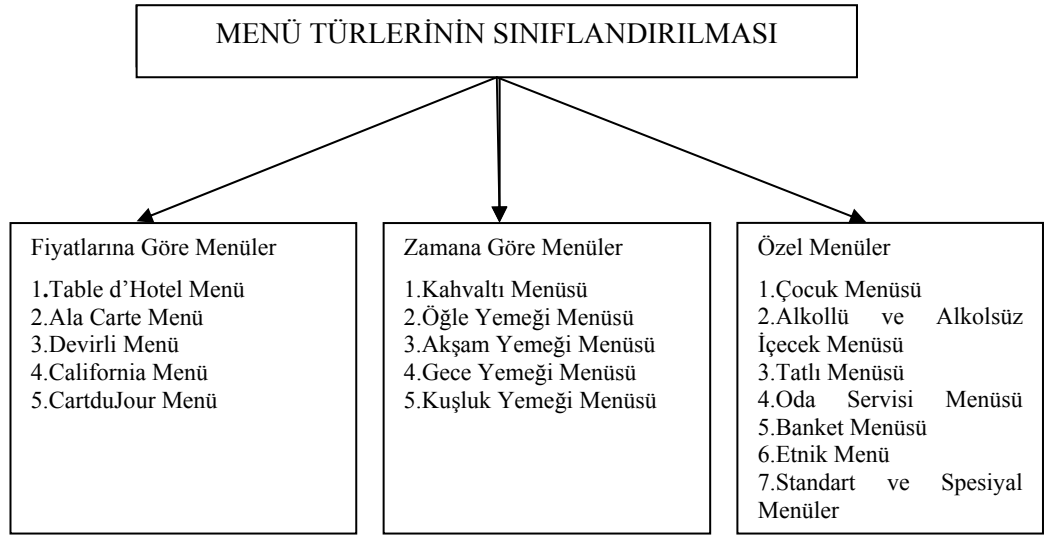 MENÜ TÜRLERİNİN SINIFLANDIRILMASI
Fiyatlarına Göre Menüler
1.Table d’Hotel Menü
2.Ala Carte Menü
3.Devirli Menü
4.California Menü
5.CartduJour Menü
Zamana Göre Menüler
1.Kahvaltı Menüsü
2.Öğle Yemeği Menüsü
3.Akşam Yemeği Menüsü
4.Gece Yemeği Menüsü
5.Kuşluk Yemeği Menüsü
Özel Menüler
1.Çocuk Menüsü
2.Alkollü ve Alkolsüz
İçecek Menüsü
3.Tatlı Menüsü
4.Oda Servisi Menüsü
5.Banket Menüsü
6.Etnik Menü
7.Standart ve Spesiyal
Menüler